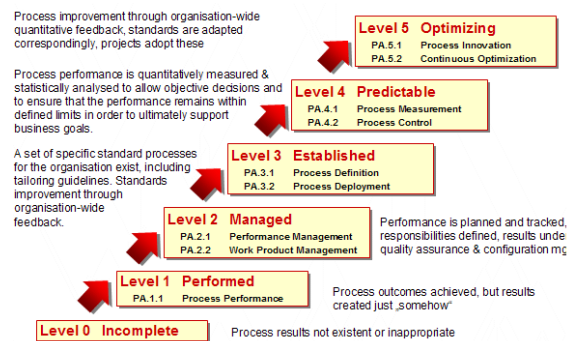 Process improvement through organisation-wide
quantitative feedback, standards are adapted
correspondingly, projects adopt these
Level 5 Optimizing
PA.5.1 Process Innovation
PA.5.2 Continuous Optimization
Process performance is quantitatively measured &
statistically analysed to allow objective decisions and
to ensure that the performance remains within
defined limits in order to ultimately support
business goals.
Level 4 Predictable
PA.4.1 Process Measurement
PA.4.2 Process Control
A set of specific standard processes
for the organisation exist, including
tailoring guidelines. Standards
improvement through
organisation-wide
feedback.
Level 3 Established
PA.3.1 Process Definition
PA.3.2 Process Deployment
Level 2 Managed
PA.2.1 Performance Management
PA.2.2 Work Product Management
Performance is planned and tracked,
responsibilities defined, results unde
quality assurance & configuration mg
Level 1 Performed
PA.1.1 Process Performance
Process outcomes achieved, but results
created just „somehow“
Level 0 Incomplete
Process results not existent or inappropriate